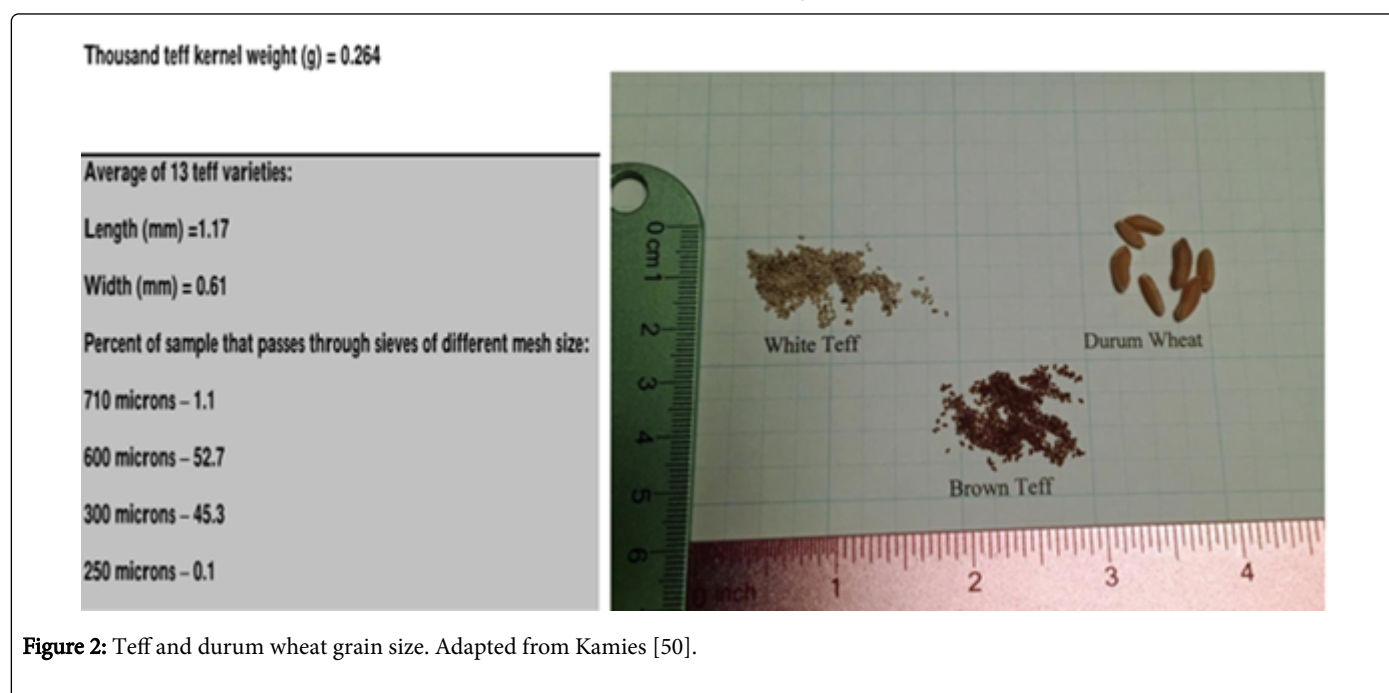 Thousand teff kernel weight (g) = 0.264
Average of 13 teff varieties:
Length (mm) =1.17
Width (mm) = 0.61
Percent of sample that passes through sieves of different mesh size:
710 microns – 1.1
600 microns – 52.7
300 microns – 45.3
250 microns – 0.1
0 cm 1
2
3
4
5
6
White Teff
Durum Wheat
Brown Teff
inch
1
2
3
4
Figure 2: Teff and durum wheat grain size. Adapted from Kamies [50].